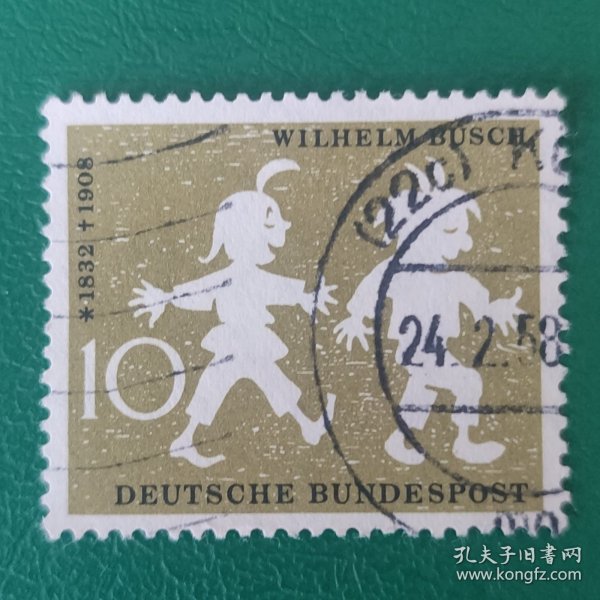 WILHELM BUSCH
*1832 †1908
(22c) K
24.2.58
10
DEUTSCHE BUNDESPOST
孔夫子旧书网
www.kongfz.com